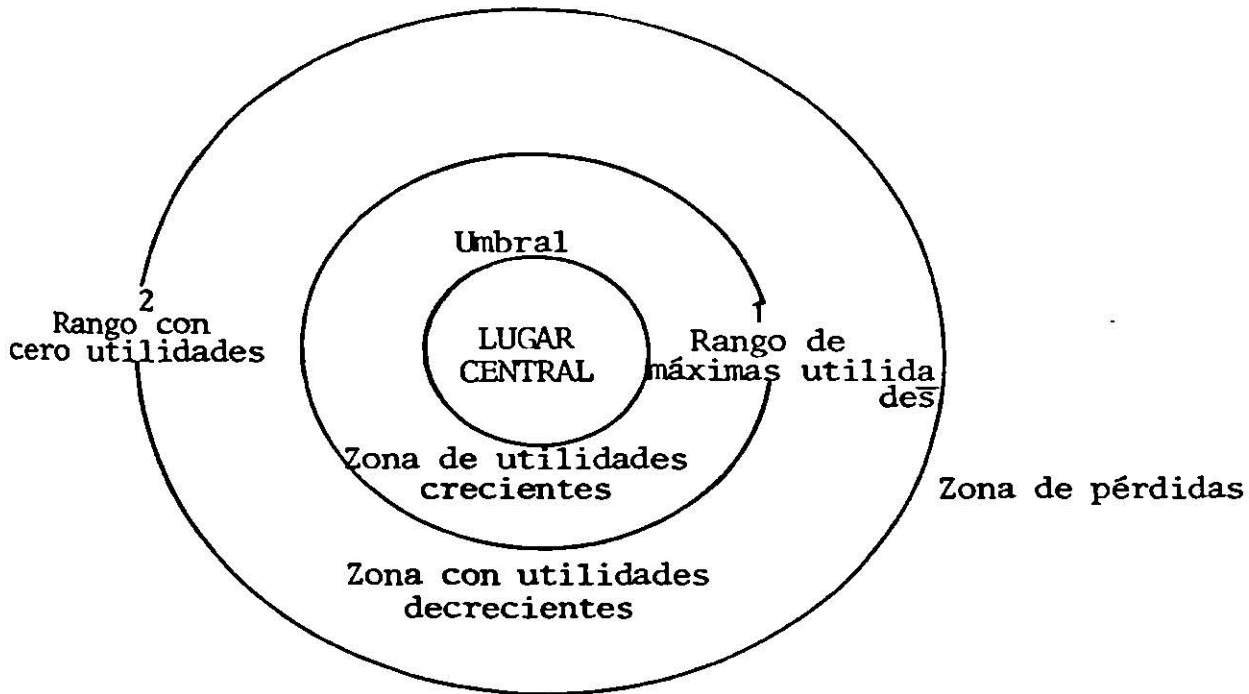 Umbral
LUGAR
CENTRAL
2
Rango con
cero utilidades
1
Rango de
máximas utilida
des
Zona de utilidades
crecientes
Zona de pérdidas
Zona con utilidades
decrecientes